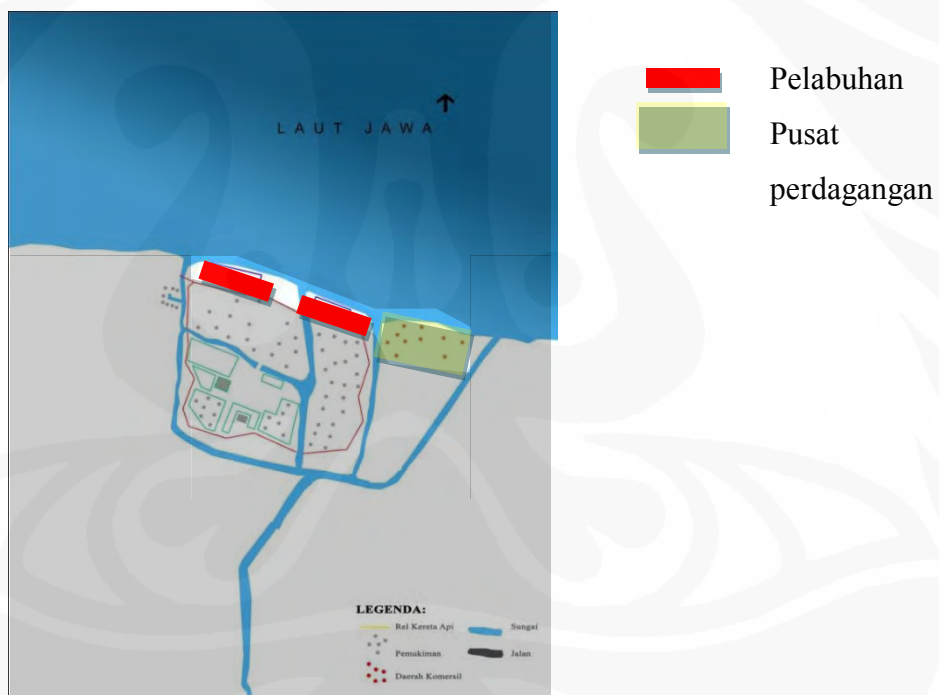 LAUT JAWA
Pelabuhan
Pusat
perdagangan
LEGENDA:
Rel Kereta Api
Sungai
Pemukiman
Jalan
Daerah Komersil